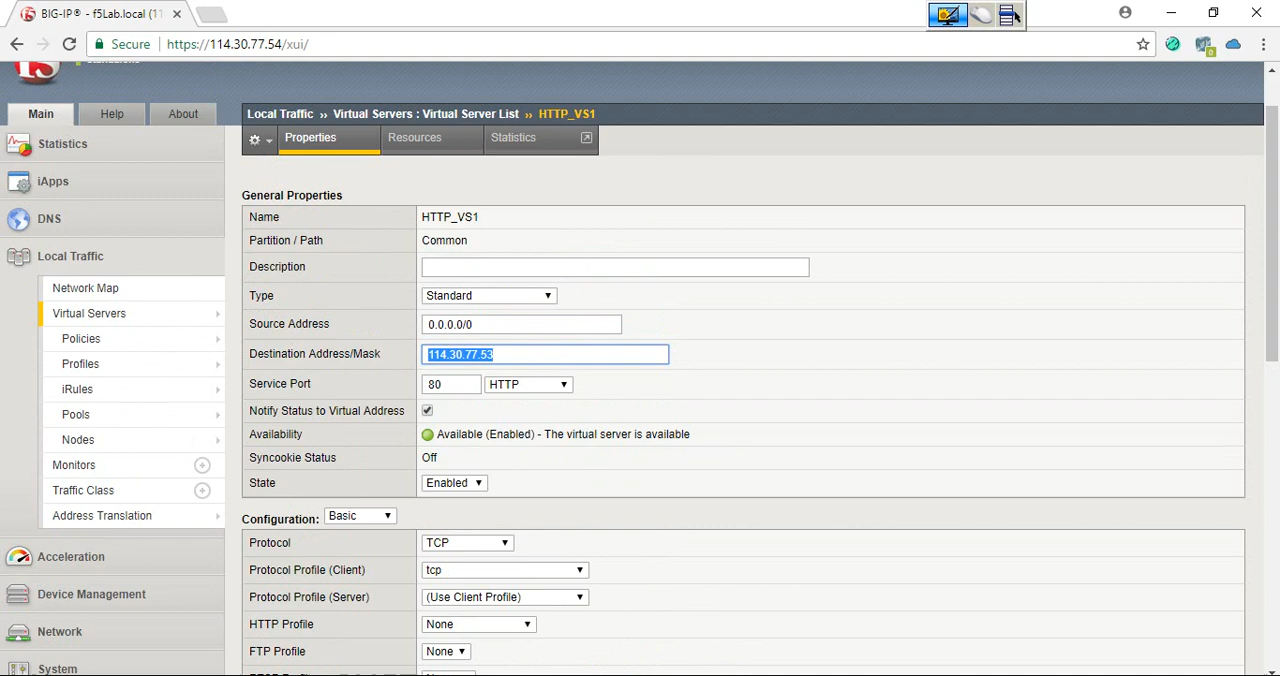 BIG-IP® - f5Lab.local (11
Secure https://114.30.77.54/xui/
Main Help About
Local Traffic ›› Virtual Servers : Virtual Server List ›› HTTP_VS1
Properties Resources Statistics
Statistics
iApps
DNS
Local Traffic
Network Map
Virtual Servers
Policies
Profiles
iRules
Pools
Nodes
Monitors
Traffic Class
Address Translation
Acceleration
Device Management
Network
System
General Properties
Name HTTP_VS1
Partition / Path Common
Description
Type Standard
Source Address 0.0.0.0/0
Destination Address/Mask 114.30.77.53
Service Port 80 HTTP
Notify Status to Virtual Address
Availability Available (Enabled) - The virtual server is available
Syncookie Status Off
State Enabled
Configuration: Basic
Protocol TCP
Protocol Profile (Client) tcp
Protocol Profile (Server) (Use Client Profile)
HTTP Profile None
FTP Profile None